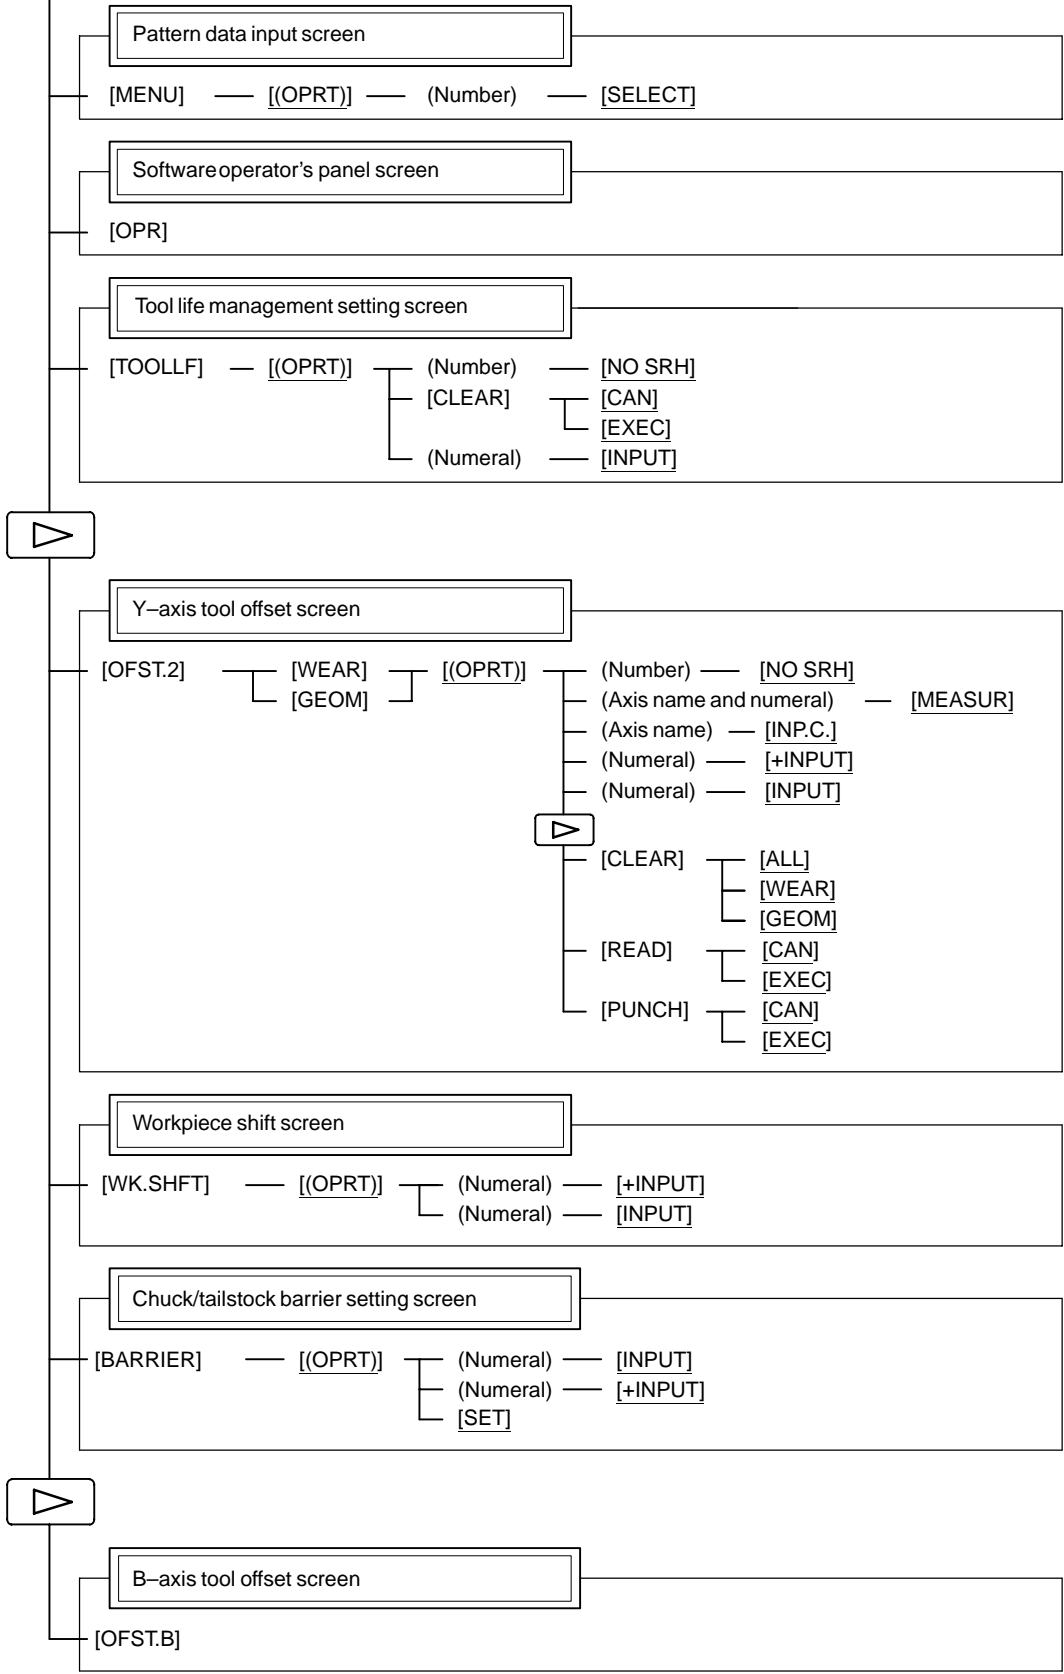 Pattern data input screen
[MENU] [(OPRT)] (Number) [SELECT]
Software operator's panel screen
[OPR]
Tool life management setting screen
[TOOLLF] [(OPRT)] (Number) [NO SRH]
[CLEAR] [CAN]
[EXEC]
(Numeral) [INPUT]
Y–axis tool offset screen
[OFST.2] [WEAR] [(OPRT)] (Number) [NO SRH]
[GEOM] (Axis name and numeral) [MEASUR]
(Axis name) [INP.C.]
(Numeral) [+INPUT]
(Numeral) [INPUT]
[CLEAR] [ALL]
[WEAR]
[GEOM]
[READ] [CAN]
[EXEC]
[PUNCH] [CAN]
[EXEC]
Workpiece shift screen
[WK.SHFT] [(OPRT)] (Numeral) [+INPUT]
(Numeral) [INPUT]
Chuck/tailstock barrier setting screen
[BARRIER] [(OPRT)] (Numeral) [INPUT]
(Numeral) [+INPUT]
[SET]
B–axis tool offset screen
[OFST.B]